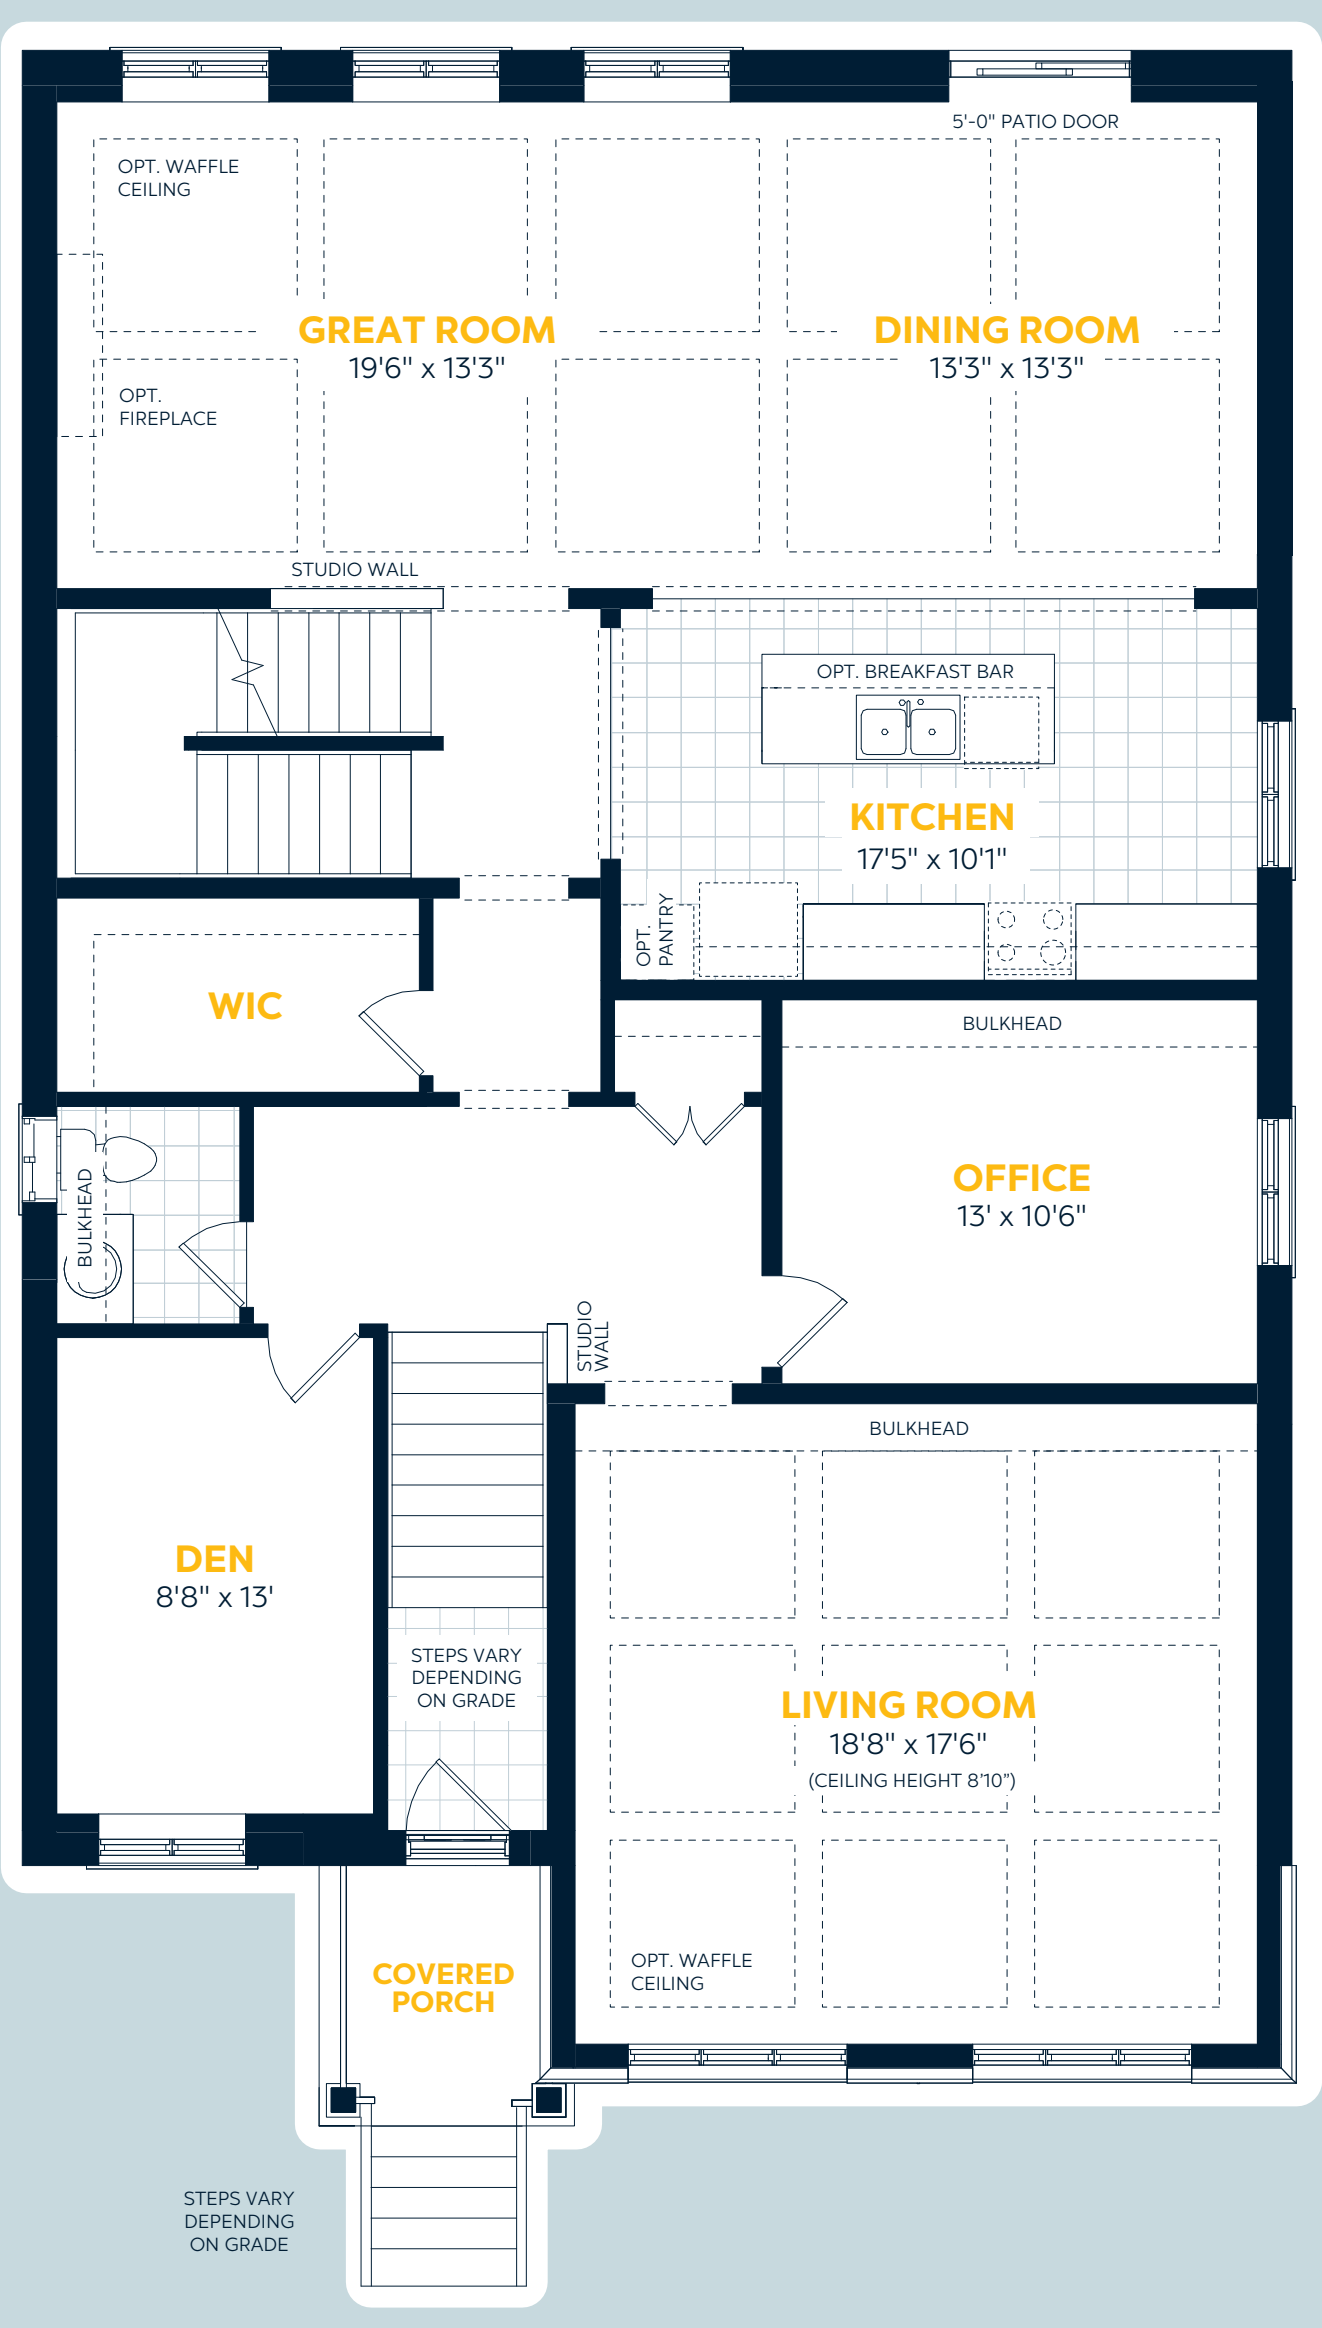 5'-0" PATIO DOOR
OPT. WAFFLE
CEILING
GREAT ROOM
19'6" x 13'3"
DINING ROOM
13'3" x 13'3"
OPT.
FIREPLACE
STUDIO WALL
OPT. BREAKFAST BAR
KITCHEN
17'5" x 10'1"
OPT.
PANTRY
WIC
BULKHEAD
OFFICE
13' x 10'6"
BULKHEAD
STUDIO
WALL
BULKHEAD
DEN
8'8" x 13'
STEPS VARY
DEPENDING
ON GRADE
LIVING ROOM
18'8" x 17'6"
(CEILING HEIGHT 8’10”)
OPT. WAFFLE
CEILING
COVERED
PORCH
STEPS VARY
DEPENDING
ON GRADE